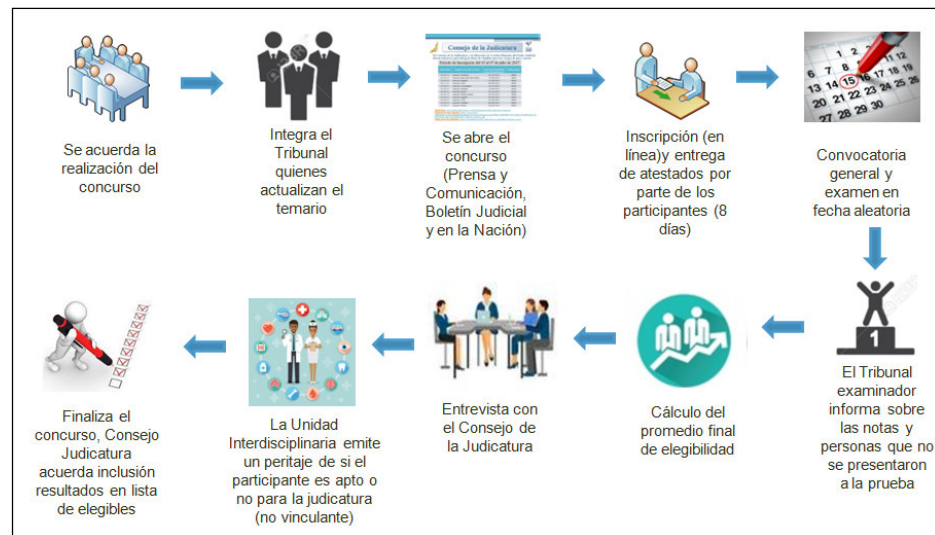 Se acuerda la
realización del
concurso
Integra el
Tribunal
quienes
actualizan el
temario
Consejo de la Judicatura
Se abre el
concurso
(Prensa y
Comunicación,
Boletín Judicial
y en la Nación)
Inscripción (en
línea)y entrega
de atestados por
parte de los
participantes (8
días)
1 2 3 4 5
6 7 8 11 12
13 14 15 16 17 18 19
20 21 22 23 24 25 26
27 28 29 30
Convocatoria
general y
examen en
fecha aleatoria
1
El Tribunal
examinador
informa sobre
las notas y
personas que no
se presentaron
a la prueba
Cálculo del
promedio final
de elegibilidad
Entrevista con
el Consejo de
la Judicatura
La Unidad
Interdisciplinaria emite
un peritaje de si el
participante es apto o
no para la judicatura
(no vinculante)
Finaliza el
concurso, Consejo
Judicatura
acuerda inclusión
resultados en lista
de elegibles